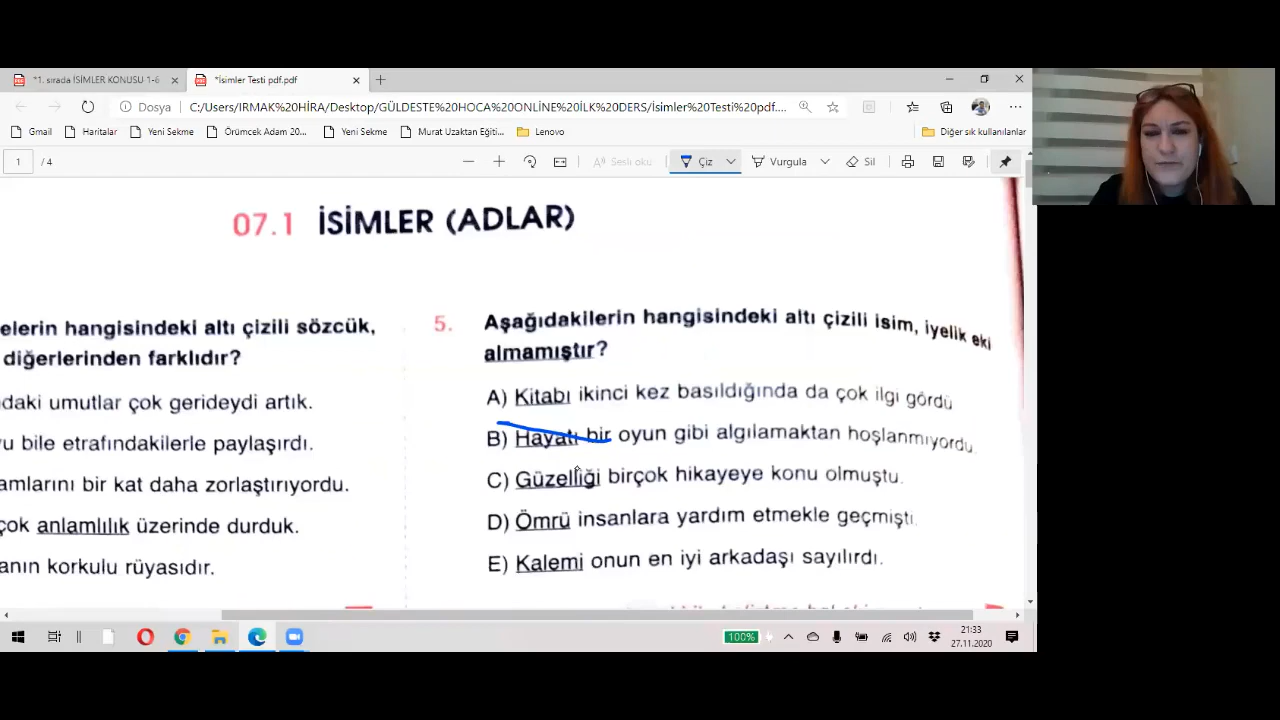 *1. sırada İSİMLER KONUSU 1-6
*İsimler Testi pdf.pdf
Dosya
C:/Users/IRMAK%20HİRA/Desktop/GÜLDESTE%20HOCA%20ONLİNE%20İLK%20DERS/İsimler%20Testi%20pdf....
Gmail
Haritalar
Yeni Sekme
Örümcek Adam 20...
Yeni Sekme
Murat Uzaktan Eğiti...
Lenovo
Diğer sık kullanılanlar
1 / 4
Sesli oku
Çiz
Vurgula
Sil
07.1 İSİMLER (ADLAR)
elerin hangisindeki altı çizili sözcük,
diğerlerinden farklıdır?
daki umutlar çok gerideydi artık.
u bile etrafındakilerle paylaşırdı.
amlarını bir kat daha zorlaştırıyordu.
çok anlamlılık üzerinde durduk.
anın korkulu rüyasıdır.
5. Aşağıdakilerin hangisindeki altı çizili isim, iyelik eki
almamıştır?
A) Kitabı ikinci kez basıldığında da çok ilgi gördü
B) Hayatı bir oyun gibi algılamaktan hoşlanmıyordu.
C) Güzelliği birçok hikayeye konu olmuştu.
D) Ömrü insanlara yardım etmekle geçmişti.
E) Kalemi onun en iyi arkadaşı sayılırdı.
100%
21:33
27.11.2020